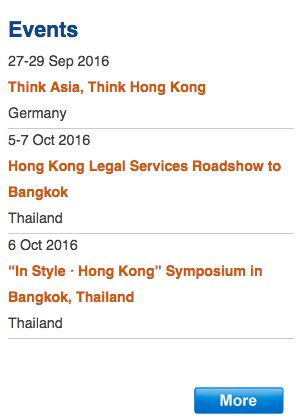 Events
27-29 Sep 2016
Think Asia, Think Hong Kong
Germany
5-7 Oct 2016
Hong Kong Legal Services Roadshow to
Bangkok
Thailand
6 Oct 2016
“In Style · Hong Kong” Symposium in
Bangkok, Thailand
Thailand
More